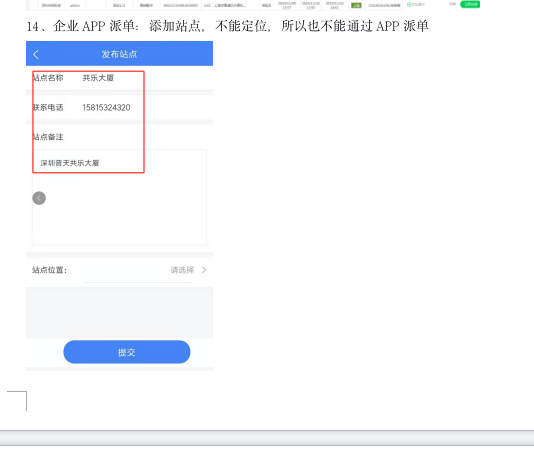 14、企业 APP 派单：添加站点，不能定位，所以也不能通过 APP 派单
发布站点
站点名称 共乐大厦
联系电话 15815324320
站点备注
深圳普天共乐大厦
站点位置： 请选择
提交